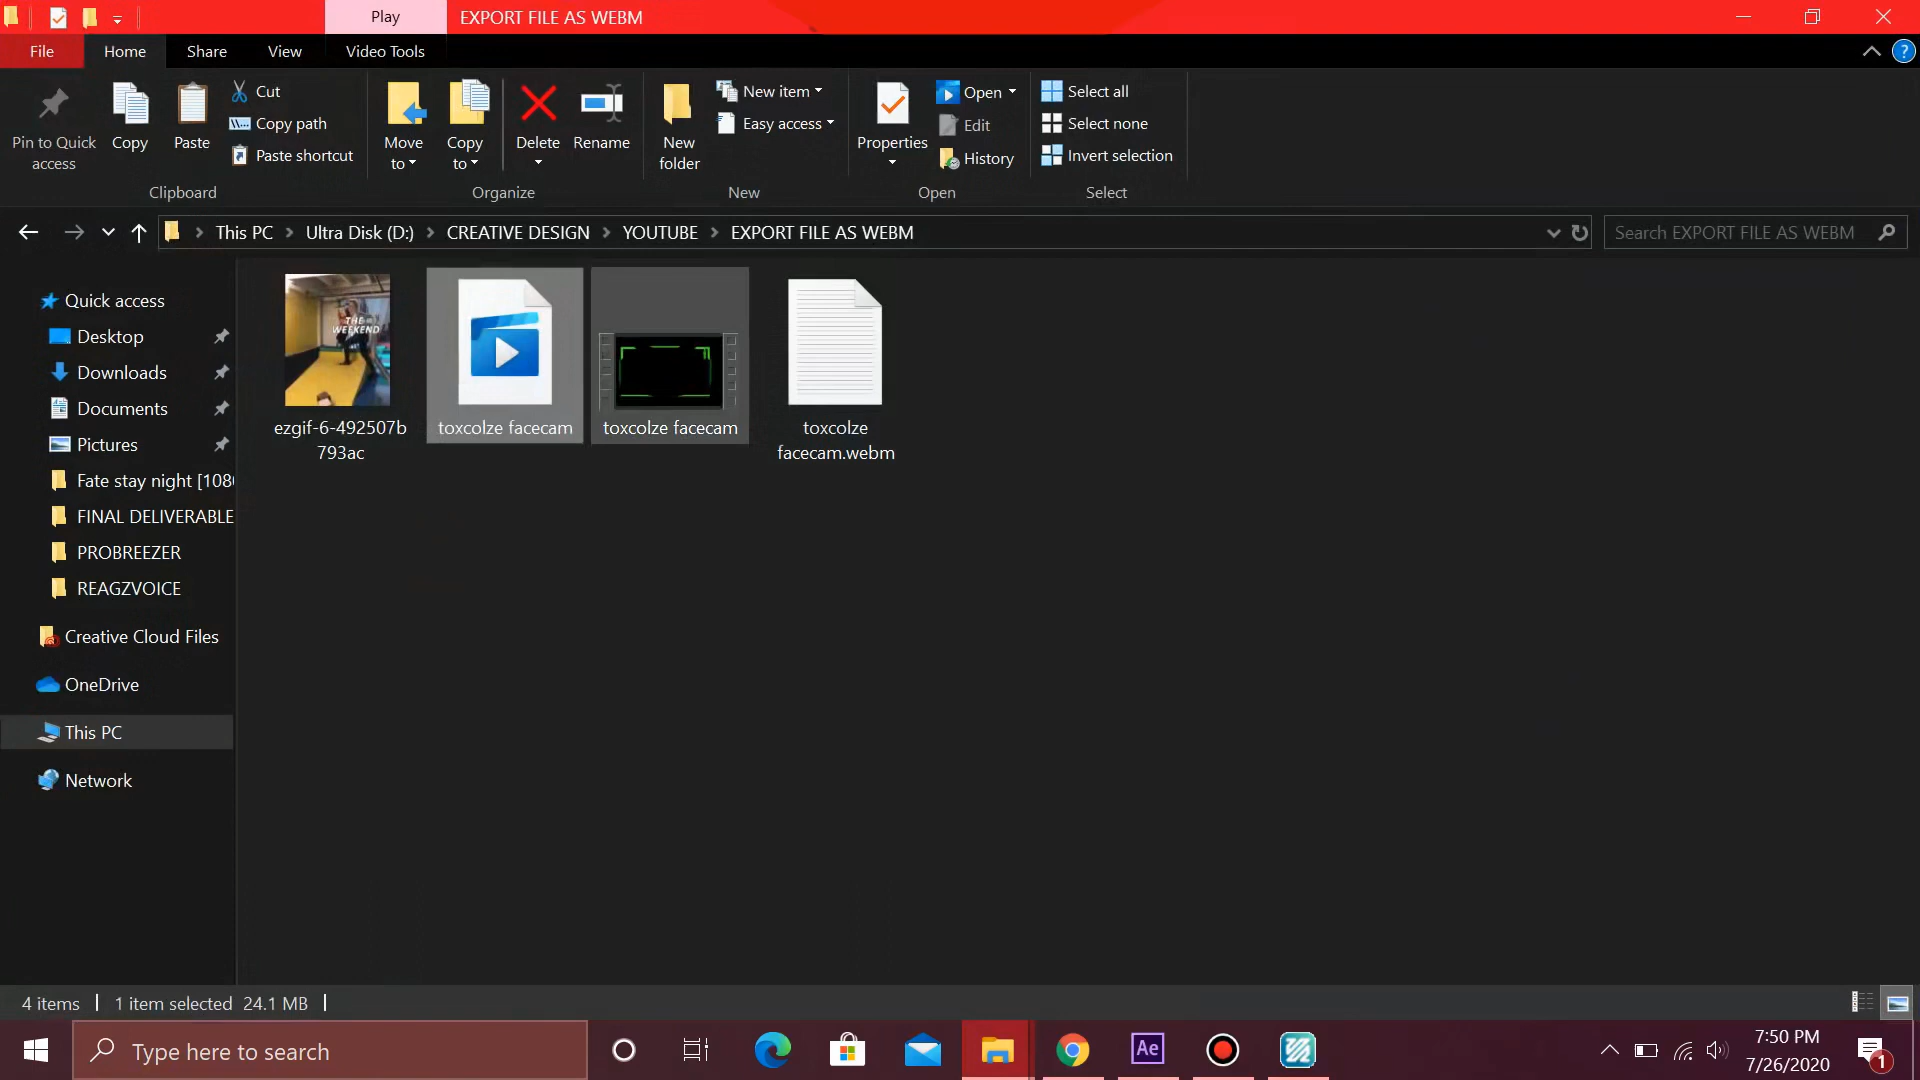 Play
EXPORT FILE AS WEBM
File
Home
Share
View
Video Tools
Pin to Quick
access
Copy
Paste
Cut
Copy path
Paste shortcut
Clipboard
Move
to
Copy
to
Delete
Rename
Organize
New
folder
New item
Easy access
New
Properties
Open
Edit
History
Open
Select all
Select none
Invert selection
Select
This PC
Ultra Disk (D:)
CREATIVE DESIGN
YOUTUBE
EXPORT FILE AS WEBM
Search EXPORT FILE AS WEBM
Quick access
Desktop
Downloads
Documents
Pictures
Fate stay night [108
FINAL DELIVERABLE
PROBREEZER
REAGZVOICE
Creative Cloud Files
OneDrive
This PC
Network
THE
WEEKEND
ezgif-6-492507b
793ac
toxcolze facecam
toxcolze facecam
toxcolze
facecam.webm
4 items
1 item selected 24.1 MB
Type here to search
Ae
7:50 PM
7/26/2020
1